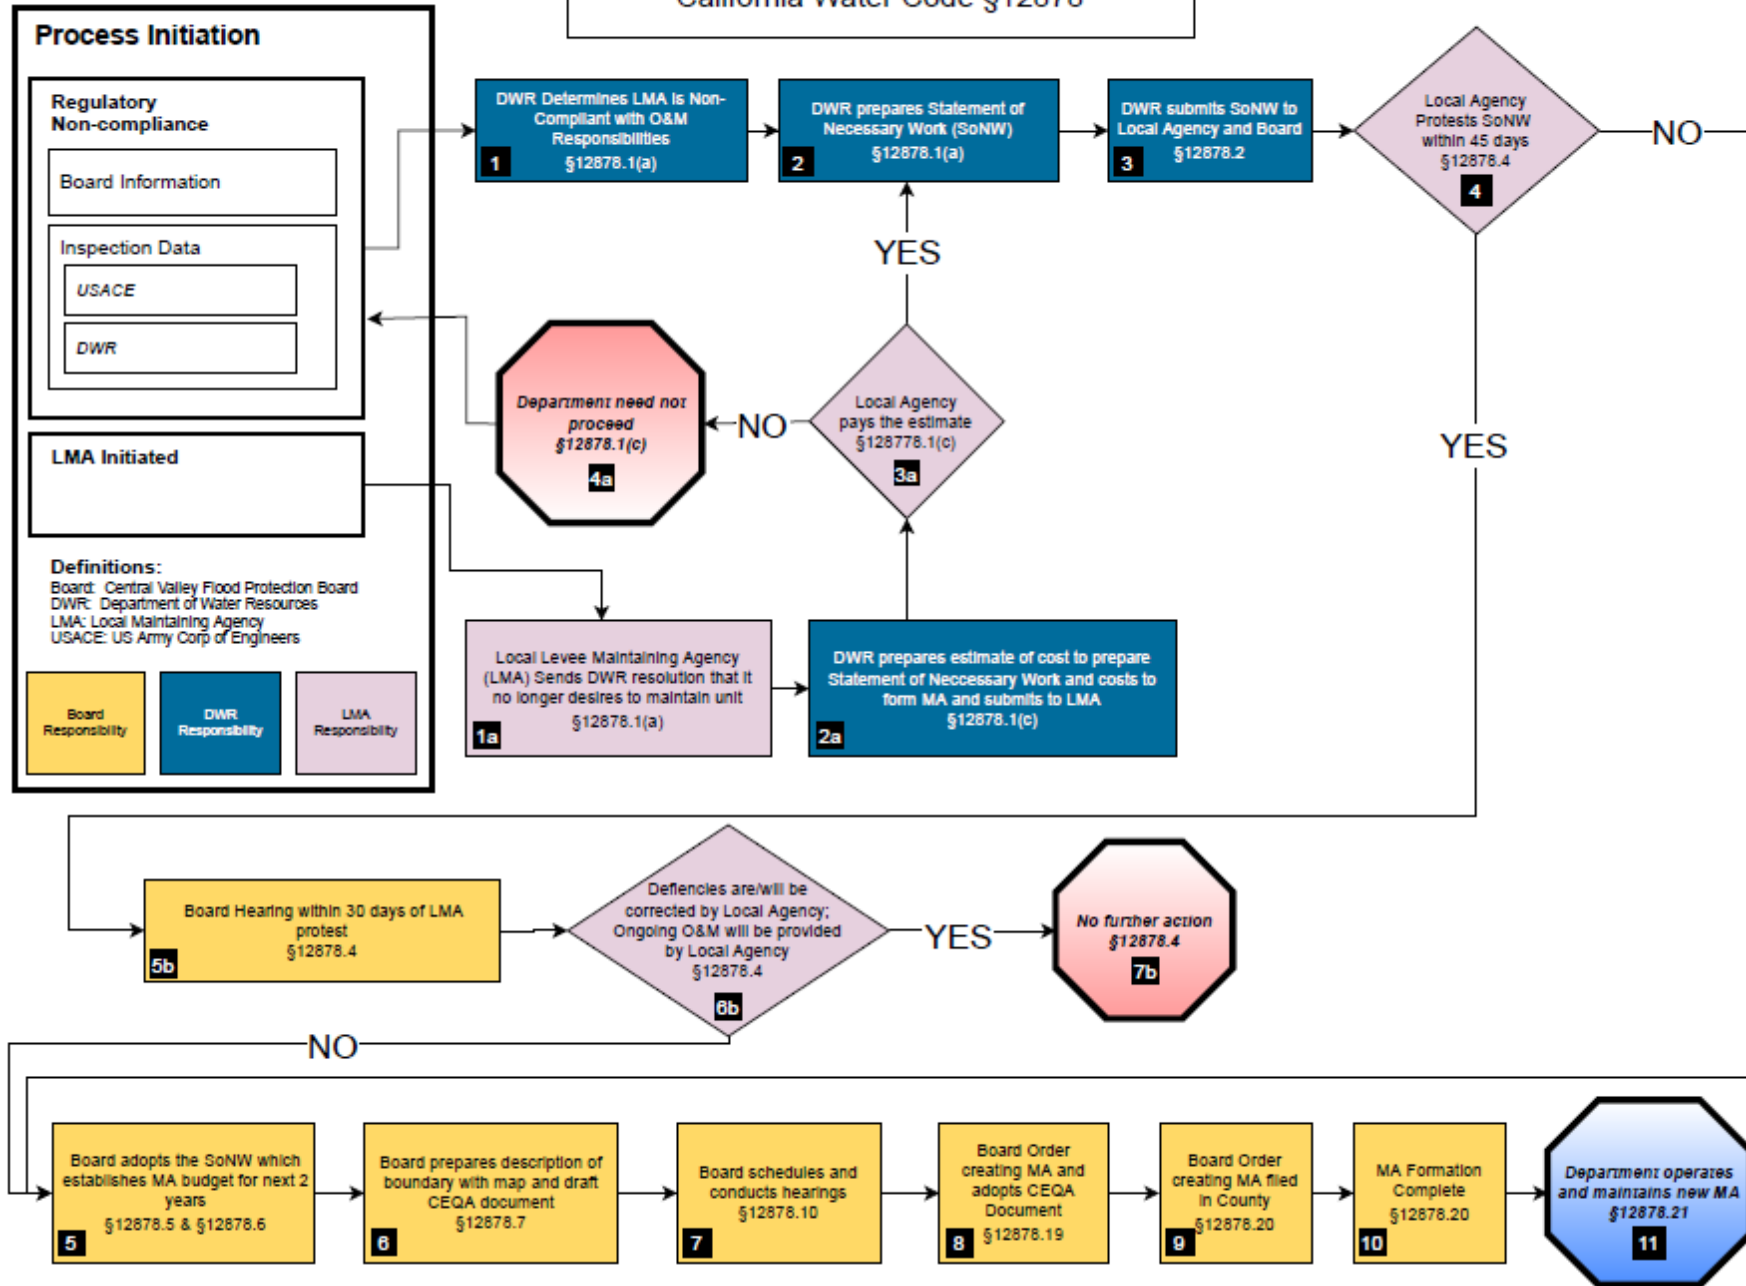 California Water Code §12878
Process Initiation
Regulatory
Non-compliance
Board Information
Inspection Data
USACE
DWR
LMA Initiated
Definitions:
Board: Central Valley Flood Protection Board
DWR: Department of Water Resources
LMA: Local Maintaining Agency
USACE: US Army Corp of Engineers
Board
Responsibility
DWR
Responsibility
LMA
Responsibility
DWR Determines LMA is Non-
Compliant with O&M
Responsibilities
§12878.1(a)
1
DWR prepares Statement of
Necessary Work (SoNW)
§12878.1(a)
2
DWR submits SoNW to
Local Agency and Board
§12878.2
3
Local Agency
Protests SoNW
within 45 days
§12878.4
4
NO
YES
YES
Department need not
proceed
§12878.1(c)
4a
NO
Local Agency
pays the estimate
§128778.1(c)
3a
Local Levee Maintaining Agency
(LMA) Sends DWR resolution that it
no longer desires to maintain unit
§12878.1(a)
1a
DWR prepares estimate of cost to prepare
Statement of Neccessary Work and costs to
form MA and submits to LMA
§12878.1(c)
2a
Board Hearing within 30 days of LMA
protest
§12878.4
5b
Defiencies are/will be
corrected by Local Agency;
Ongoing O&M will be provided
by Local Agency
§12878.4
6b
YES
No further action
§12878.4
7b
NO
Board adopts the SoNW which
establishes MA budget for next 2
years
§12878.5 & §12878.6
5
Board prepares description of
boundary with map and draft
CEQA document
§12878.7
6
Board schedules and
conducts hearings
§12878.10
7
Board Order
creating MA and
adopts CEQA
Document
§12878.19
8
Board Order
creating MA filed
in County
§12878.20
9
MA Formation
Complete
§12878.20
10
Department operates
and maintains new MA
§12878.21
11